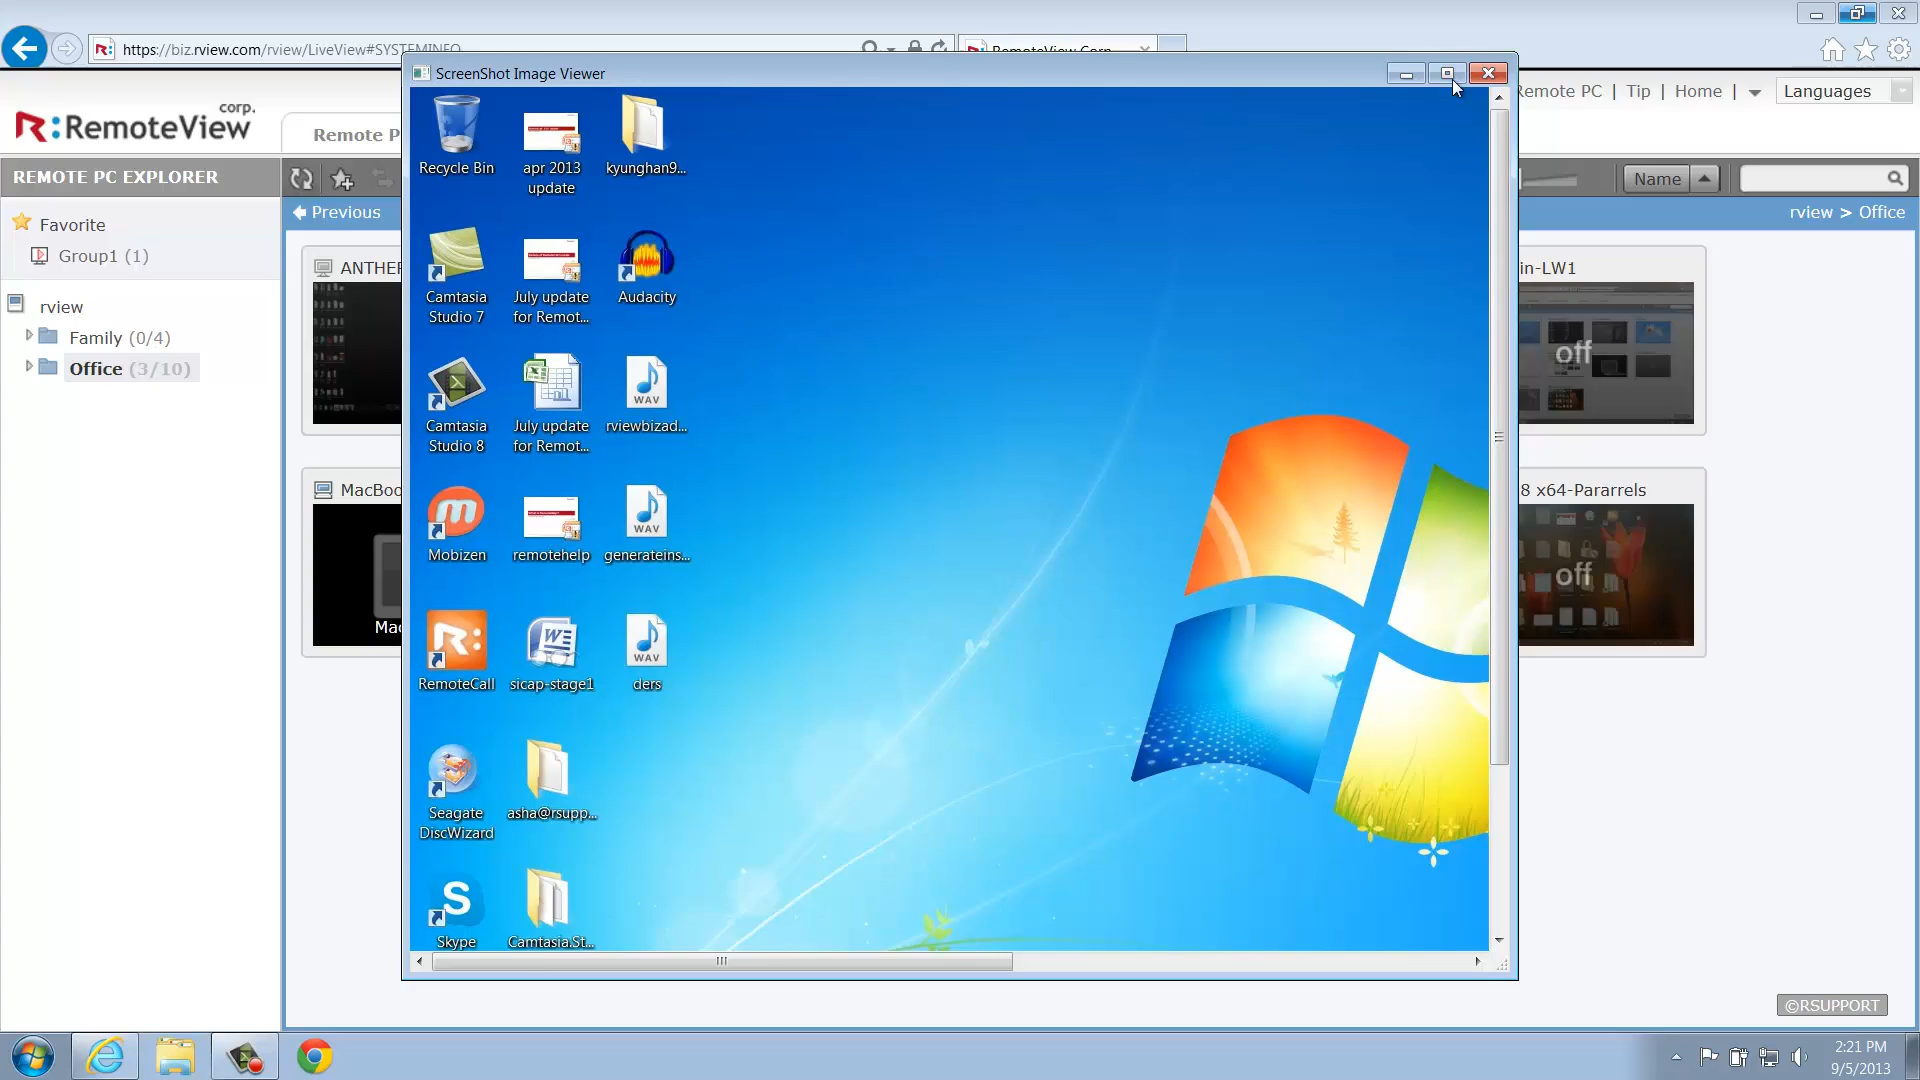 https://biz.rview.com/rview/LiveView#SYSTEMINFO
RemoteView Corp
ScreenShot Image Viewer
Remote PC | Tip | Home |
Languages
R:RemoteView corp.
Remote P
REMOTE PC EXPLORER
Name
Previous
rview > Office
Favorite
Group1 (1)
rview
Family (0/4)
Office (3/10)
ANTHER
in-LW1
off
MacBoo
Mac
8 x64-Pararrels
off
Recycle Bin
apr 2013
update
kyunghan9...
Camtasia
Studio 7
July update
for Remot...
Audacity
Camtasia
Studio 8
July update
for Remot...
WAV
rviewbizad...
m
Mobizen
remotehelp
WAV
generateins...
R:
RemoteCall
W
sicap-stage1
WAV
ders
Seagate
DiscWizard
asha@rsupp...
S
Skype
Camtasia.St...
©RSUPPORT
2:21 PM
9/5/2013